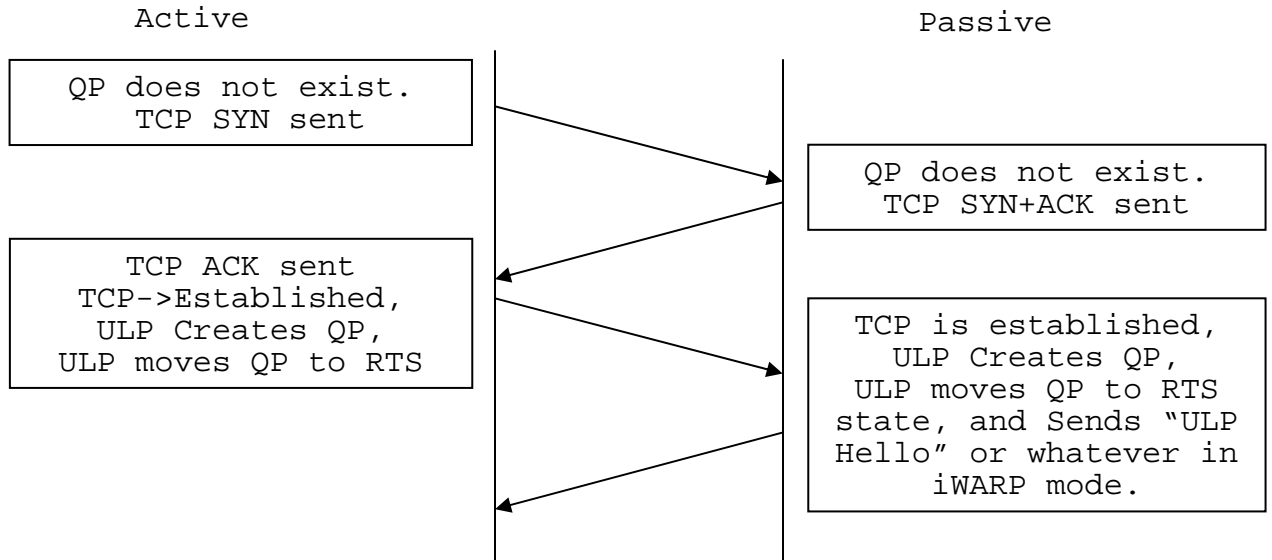 Active
Passive
QP does not exist.
TCP SYN sent
QP does not exist.
TCP SYN+ACK sent
TCP ACK sent
TCP->Established,
ULP Creates QP,
ULP moves QP to RTS
TCP is established,
ULP Creates QP,
ULP moves QP to RTS
state, and Sends “ULP
Hello” or whatever in
iWARP mode.